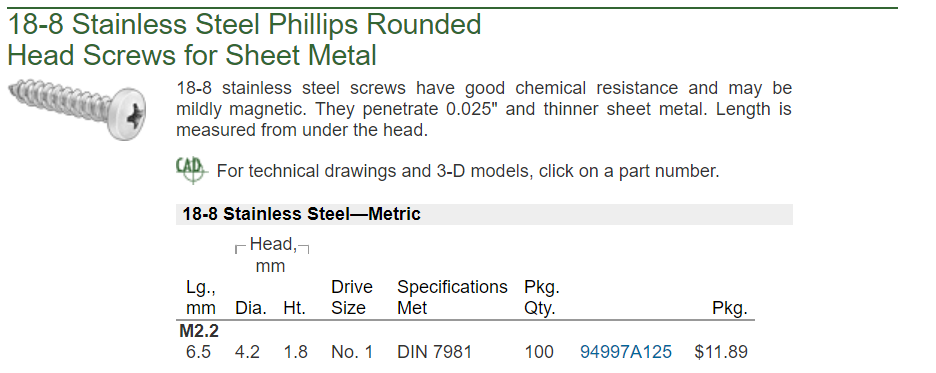 18-8 Stainless Steel Phillips Rounded
Head Screws for Sheet Metal
18-8 stainless steel screws have good chemical resistance and may be
mildly magnetic. They penetrate 0.025" and thinner sheet metal. Length is
measured from under the head.
CAD For technical drawings and 3-D models, click on a part number.
18-8 Stainless Steel—Metric
Head,
mm
Lg., Drive Specifications Pkg.
mm Dia. Ht. Size Met Qty. Pkg.
M2.2
6.5 4.2 1.8 No. 1 DIN 7981 100 94997A125 $11.89